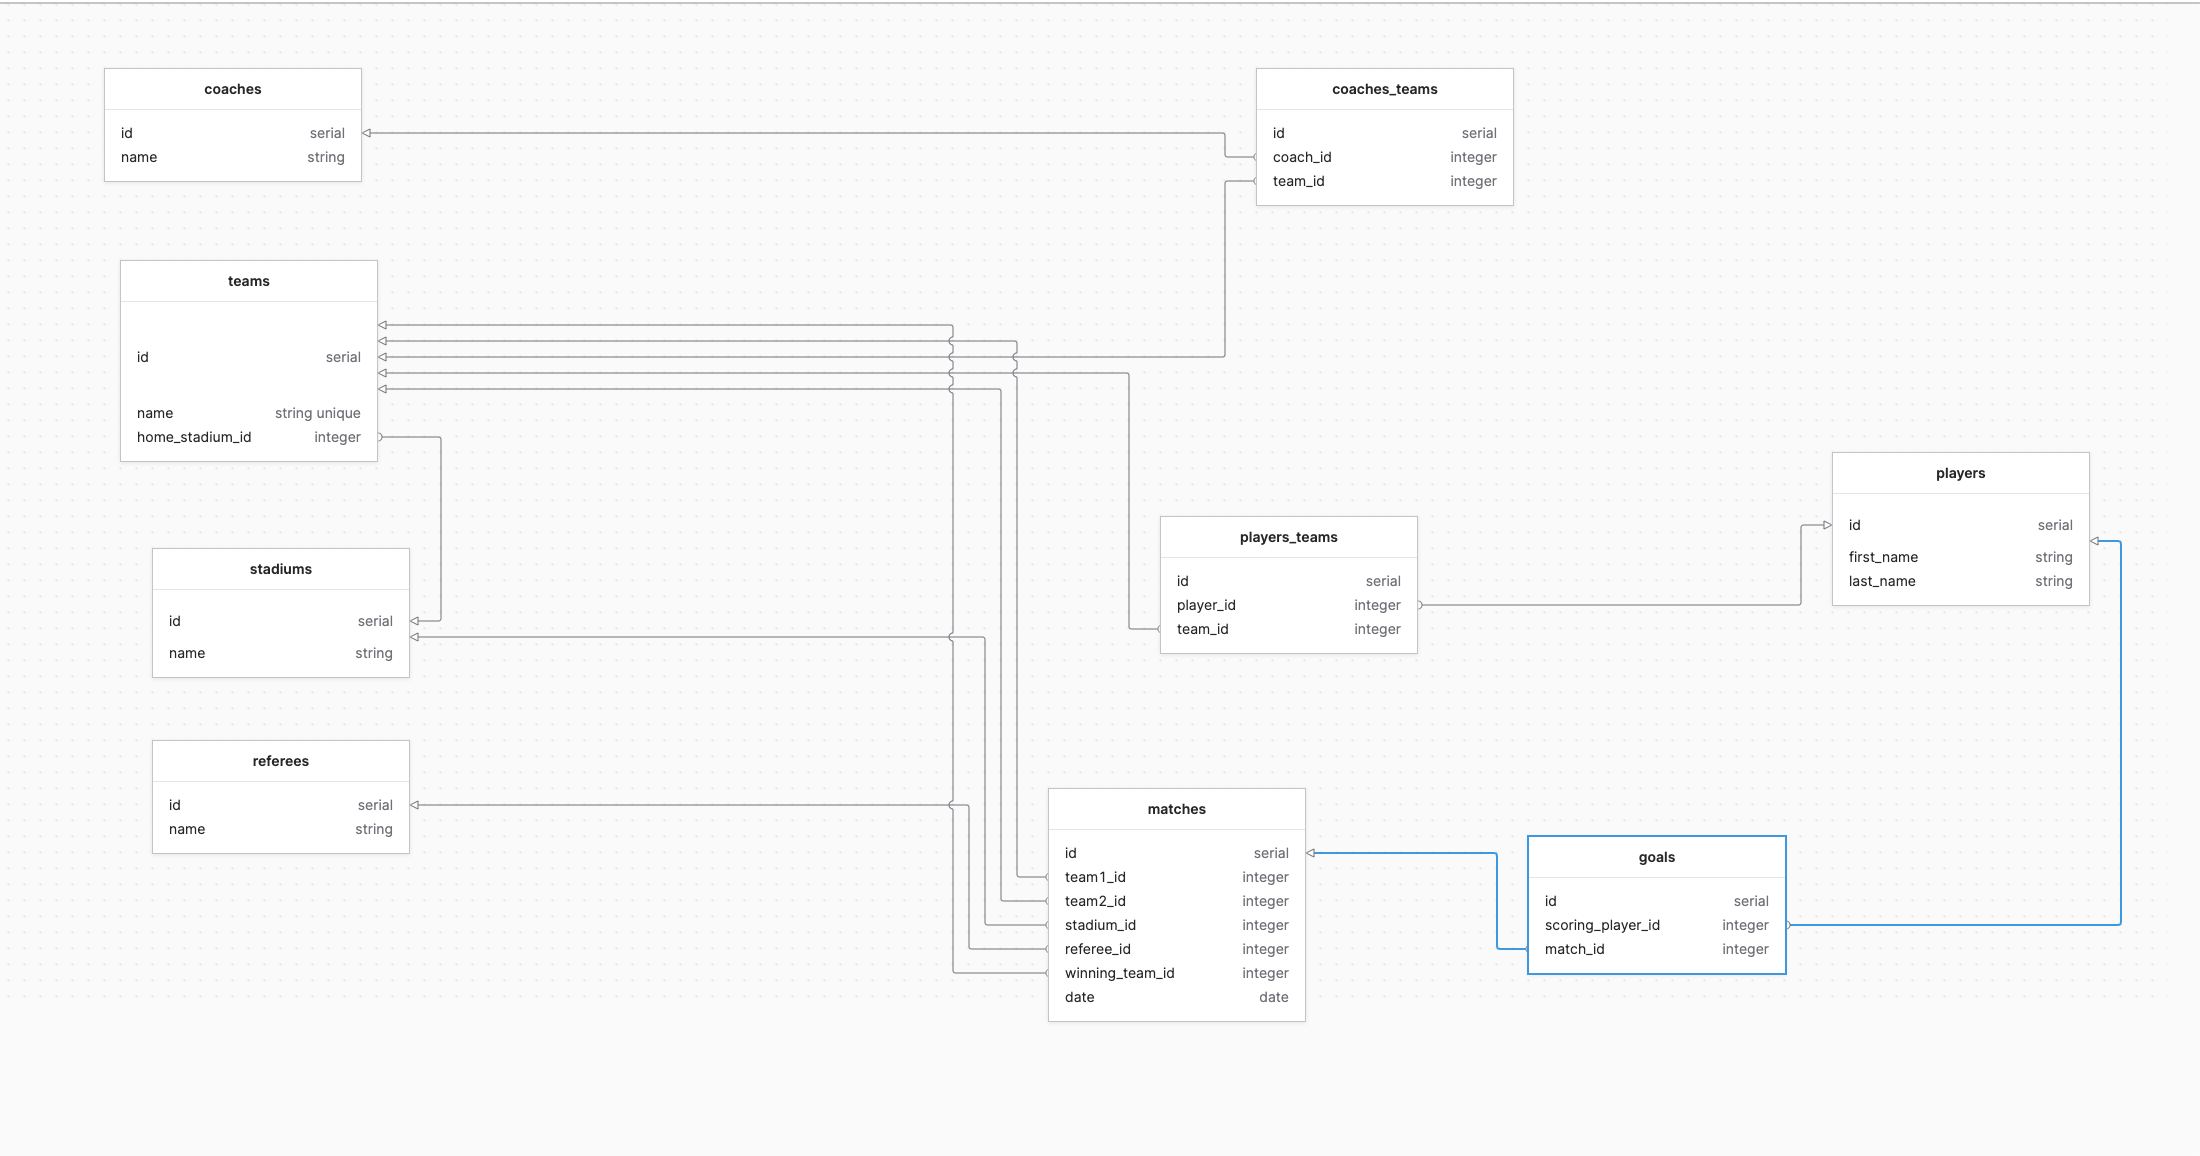 coaches
id serial
name string
coaches_teams
id serial
coach_id integer
team_id integer
teams
id serial
name string unique
home_stadium_id integer
players
id serial
first_name string
last_name string
players_teams
id serial
player_id integer
team_id integer
stadiums
id serial
name string
referees
id serial
name string
matches
id serial
team1_id integer
team2_id integer
stadium_id integer
referee_id integer
winning_team_id integer
date date
goals
id serial
scoring_player_id integer
match_id integer